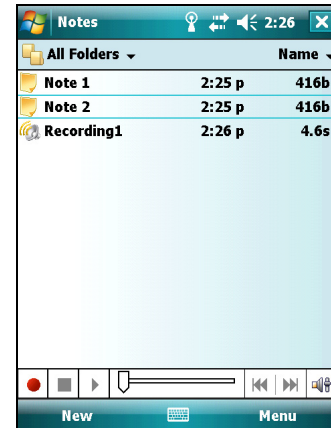 Notes 2:26
All Folders Name
Note 1 2:25 p 416b
Note 2 2:25 p 416b
Recording1 2:26 p 4.6s
New Menu